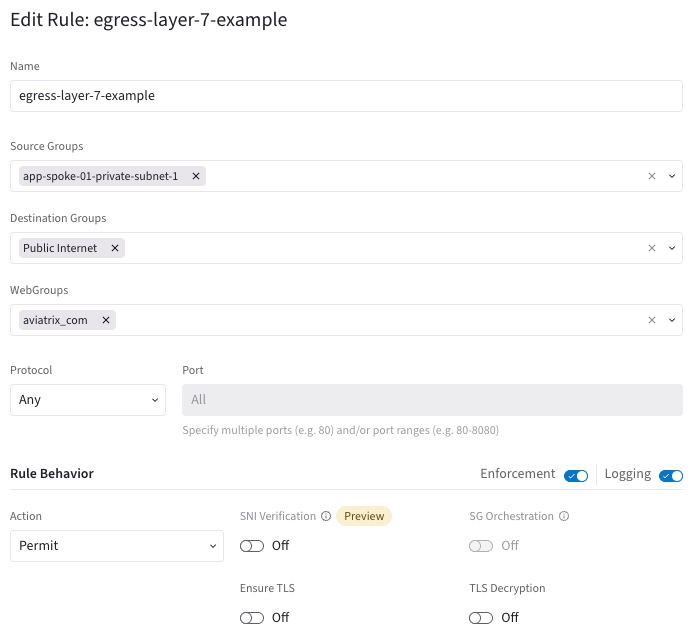 Edit Rule: egress-layer-7-example
Name
egress-layer-7-example
Source Groups
app-spoke-01-private-subnet-1
Destination Groups
Public Internet
WebGroups
aviatrix_com
Protocol Port
Any All
Specify multiple ports (e.g. 80) and/or port ranges (e.g. 80-8080)
Rule Behavior Enforcement Logging
Action SNI Verification Preview SG Orchestration
Permit Off Off
Ensure TLS TLS Decryption
Off Off